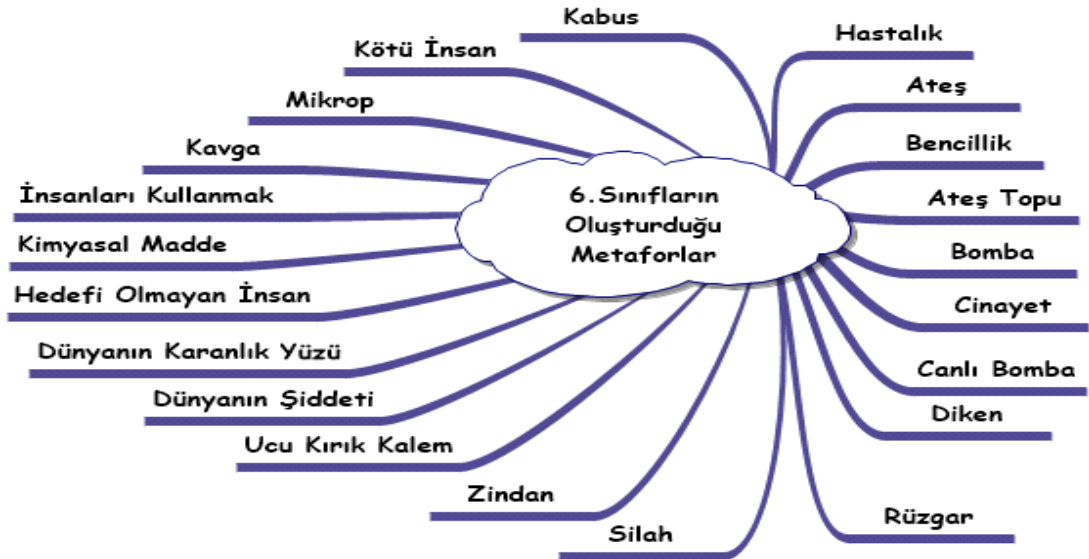 Kabus
Hastalık
Kötü İnsan
Ateş
Mikrop
Bencillik
Kavga
İnsanları Kullanmak
6.Sınıfların
Oluşturduğu
Metaforlar
Ateş Topu
Kimyasal Madde
Bomba
Hedefi Olmayan İnsan
Cinayet
Dünyanın Karanlık Yüzü
Canlı Bomba
Dünyanın Şiddeti
Diken
Ucu Kırık Kalem
Zindan
Rüzgar
Silah